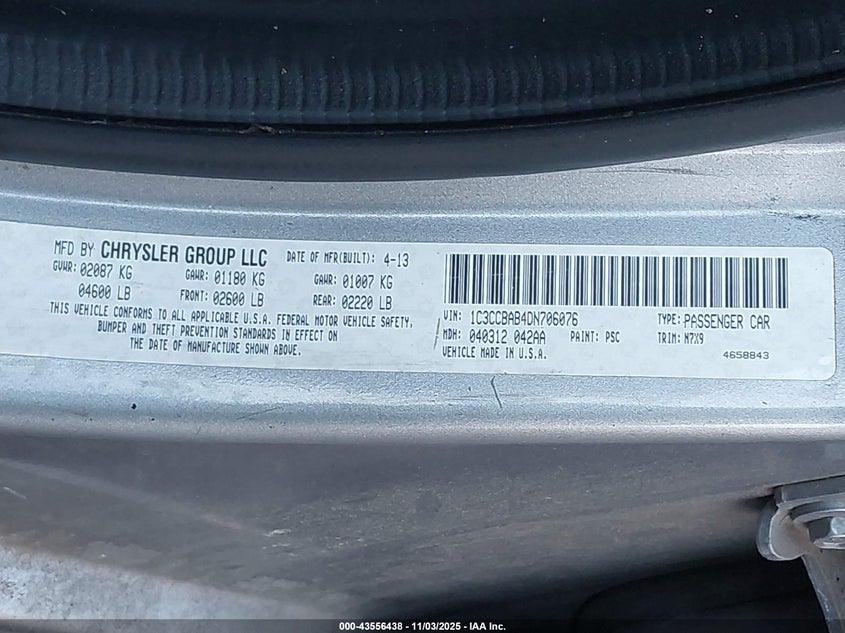 MFD BY CHRYSLER GROUP LLC DATE OF MFR(BUILT): 4-13
GVWR: 02087 KG GAWR: 01180 KG GAWR: 01007 KG
04600 LB FRONT: 02600 LB REAR: 02220 LB
THIS VEHICLE CONFORMS TO ALL APPLICABLE U.S.A. FEDERAL MOTOR VEHICLE SAFETY,
BUMPER AND THEFT PREVENTION STANDARDS IN EFFECT ON
THE DATE OF MANUFACTURE SHOWN ABOVE.
VIN: 1C3CCBAB4DN706076 TYPE: PASSENGER CAR
MDH: 040312 042AA PAINT: PSC TRIM: N7X9
VEHICLE MADE IN U.S.A. 4658843
000-43556438 - 11/03/2025 - IAA Inc.